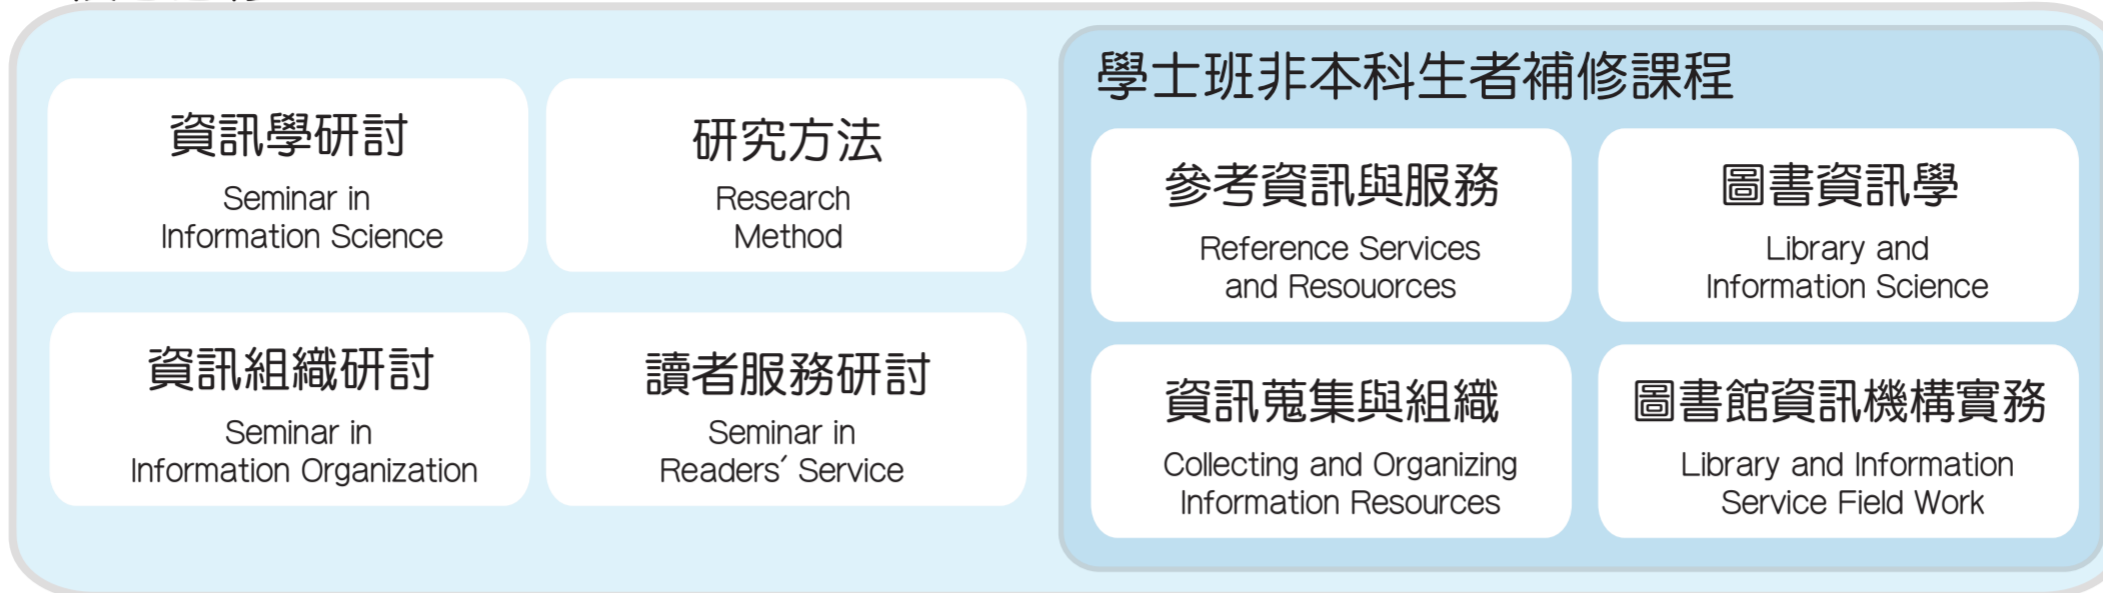 資訊學研討
Seminar in
Information Science
研究方法
Research
Method
資訊組織研討
Seminar in
Information Organization
讀者服務研討
Seminar in
Readers' Service
學士班非本科生者補修課程
參考資訊與服務
Reference Services
and Resouorces
圖書資訊學
Library and
Information Science
資訊蒐集與組織
Collecting and Organizing
Information Resources
圖書館資訊機構實務
Library and Information
Service Field Work